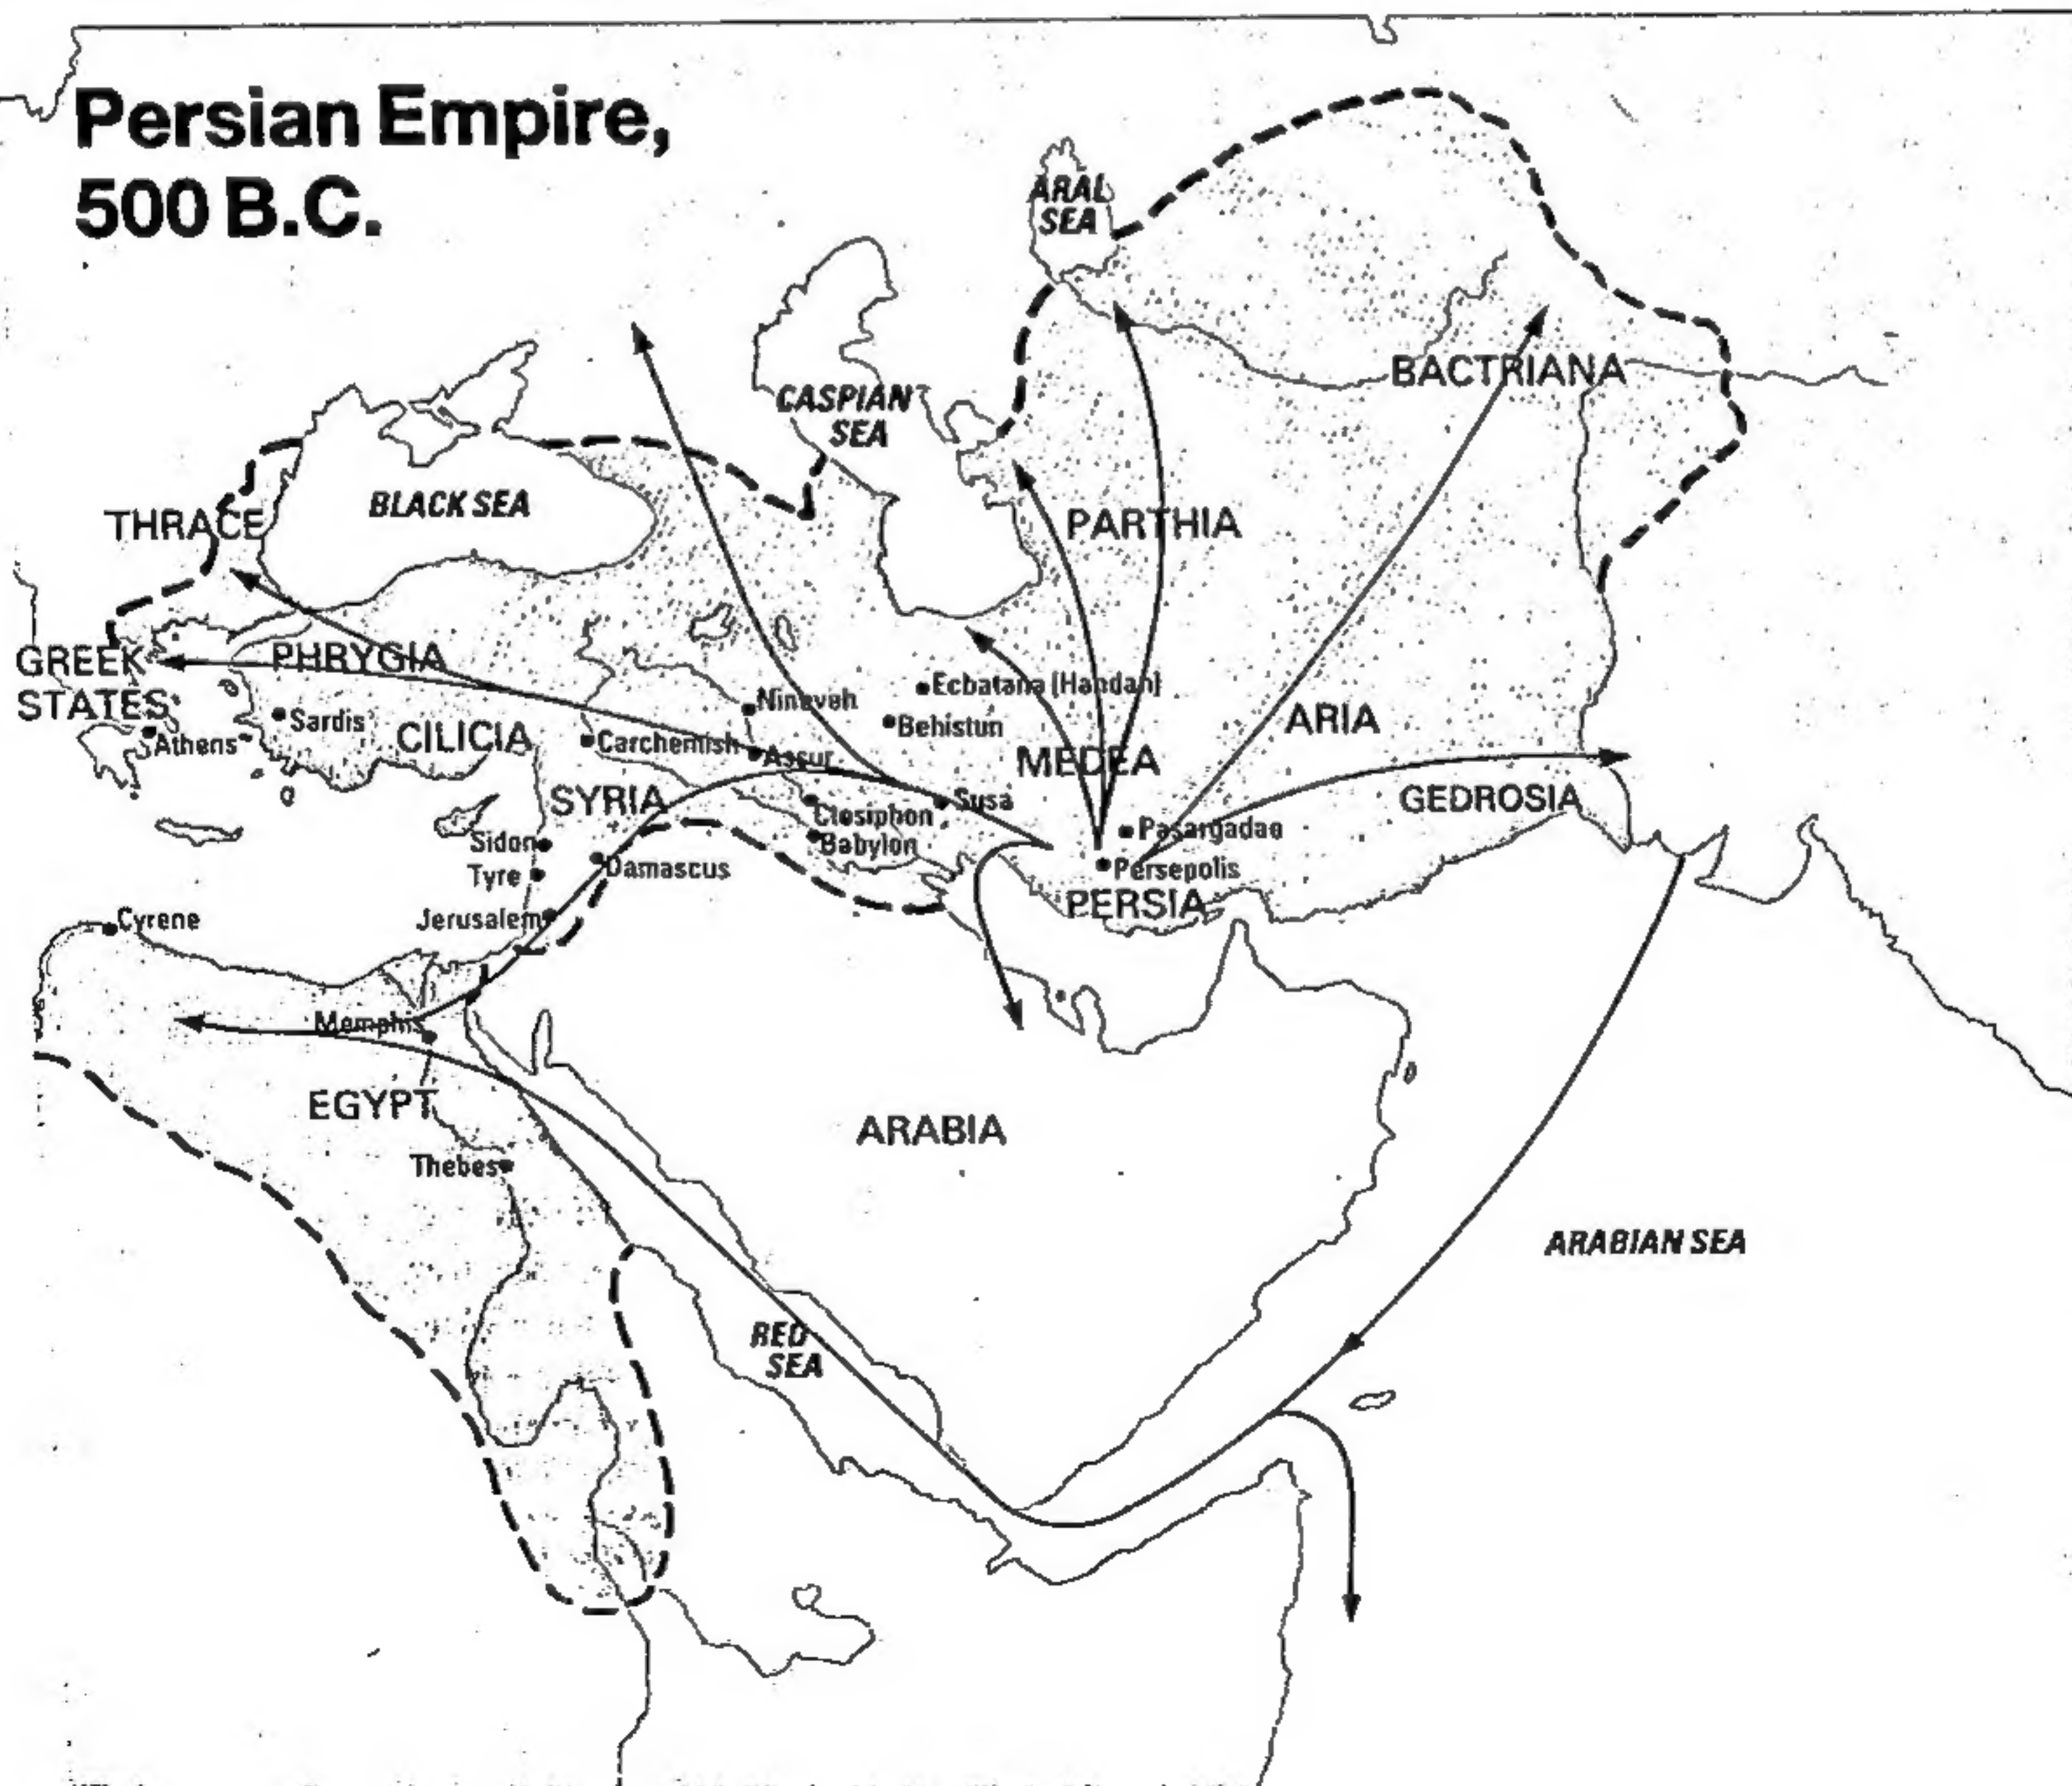 Persian Empire,
500 B.C.
ARAL
SEA
BACTRIANA
CASPIAN
SEA
BLACK SEA
THRACE
PARTHIA
GREEK
STATES
PHRYGIA
Ecbatana (Handan)
Nineveh
Sardis
Behistun
ARIA
Athens
CILICIA
Carchemish
Assur
MEDEA
SYRIA
Susa
GEDROSIA
Ctesiphon
Pasargadae
Sidon
Babylon
Damascus
Persepolis
Tyre
PERSIA
Cyrene
Jerusalem
Memphis
EGYPT
ARABIA
Thebes
ARABIAN SEA
RED
SEA